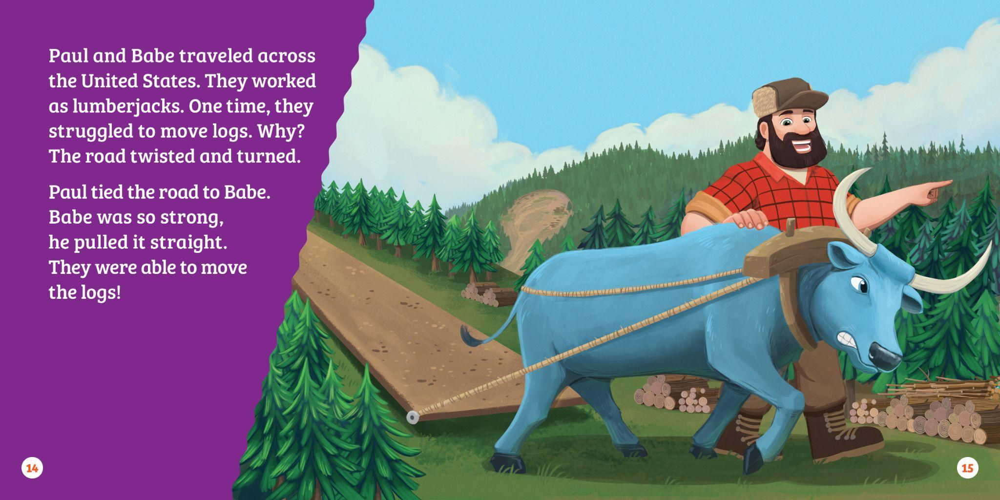 Paul and Babe traveled across
the United States. They worked
as lumberjacks. One time, they
struggled to move logs. Why?
The road twisted and turned.
Paul tied the road to Babe.
Babe was so strong,
he pulled it straight.
They were able to move
the logs!
14
15